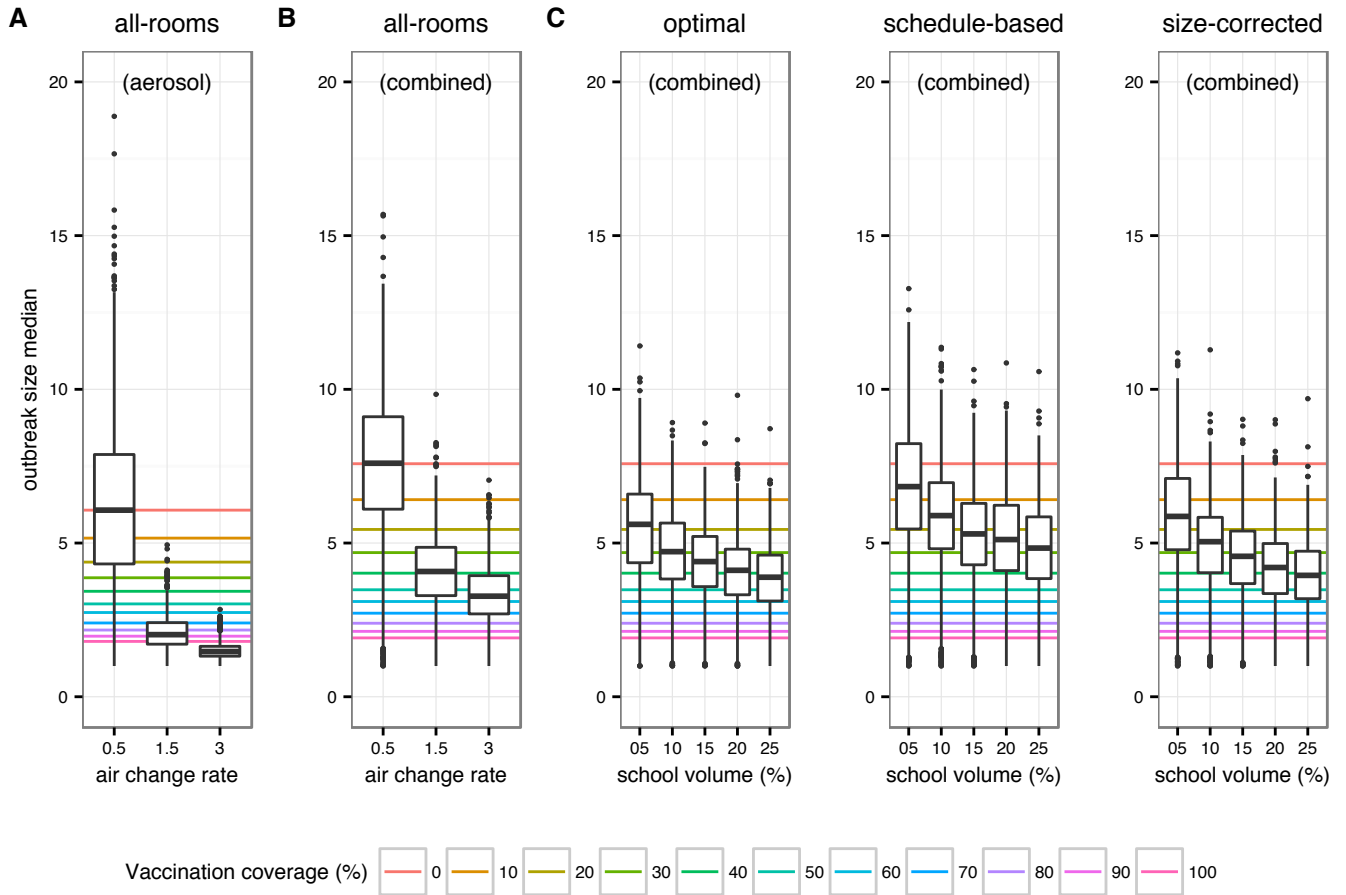 A
all-rooms
(aerosol)
outbreak size median
20
15
10
5
0
0.5 1.5 3
air change rate
B
all-rooms
(combined)
20
15
10
5
0
0.5 1.5 3
air change rate
C
optimal
(combined)
20
15
10
5
0
05 10 15 20 25
school volume (%)
schedule-based
(combined)
20
15
10
5
0
05 10 15 20 25
school volume (%)
size-corrected
(combined)
20
15
10
5
0
05 10 15 20 25
school volume (%)
Vaccination coverage (%) 0 10 20 30 40 50 60 70 80 90 100